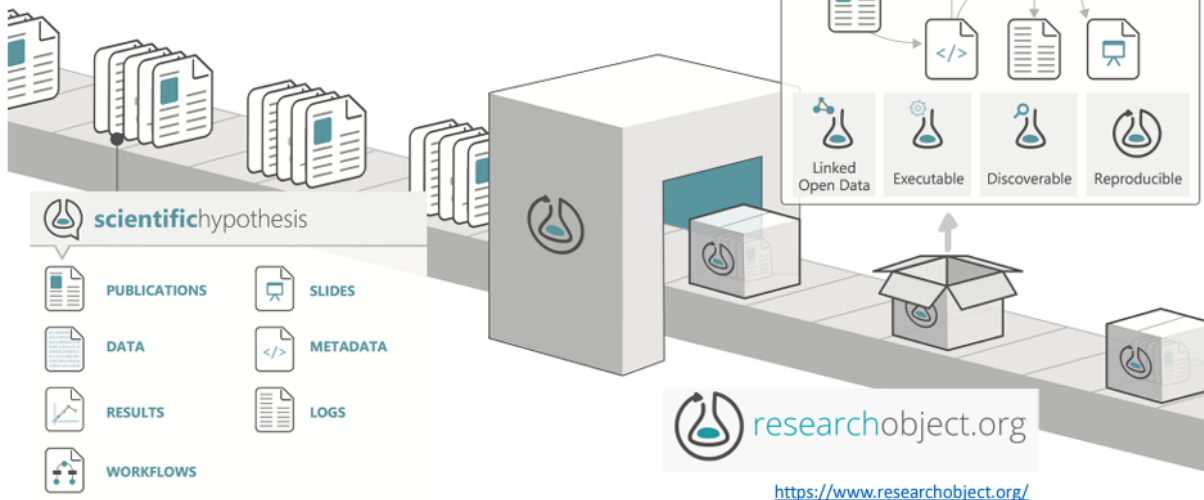 </>
Linked
Open Data
Executable
Discoverable
Reproducible
scientifichypothesis
PUBLICATIONS
SLIDES
DATA
</>
METADATA
RESULTS
LOGS
WORKFLOWS
researchobject.org
https://www.researchobject.org/